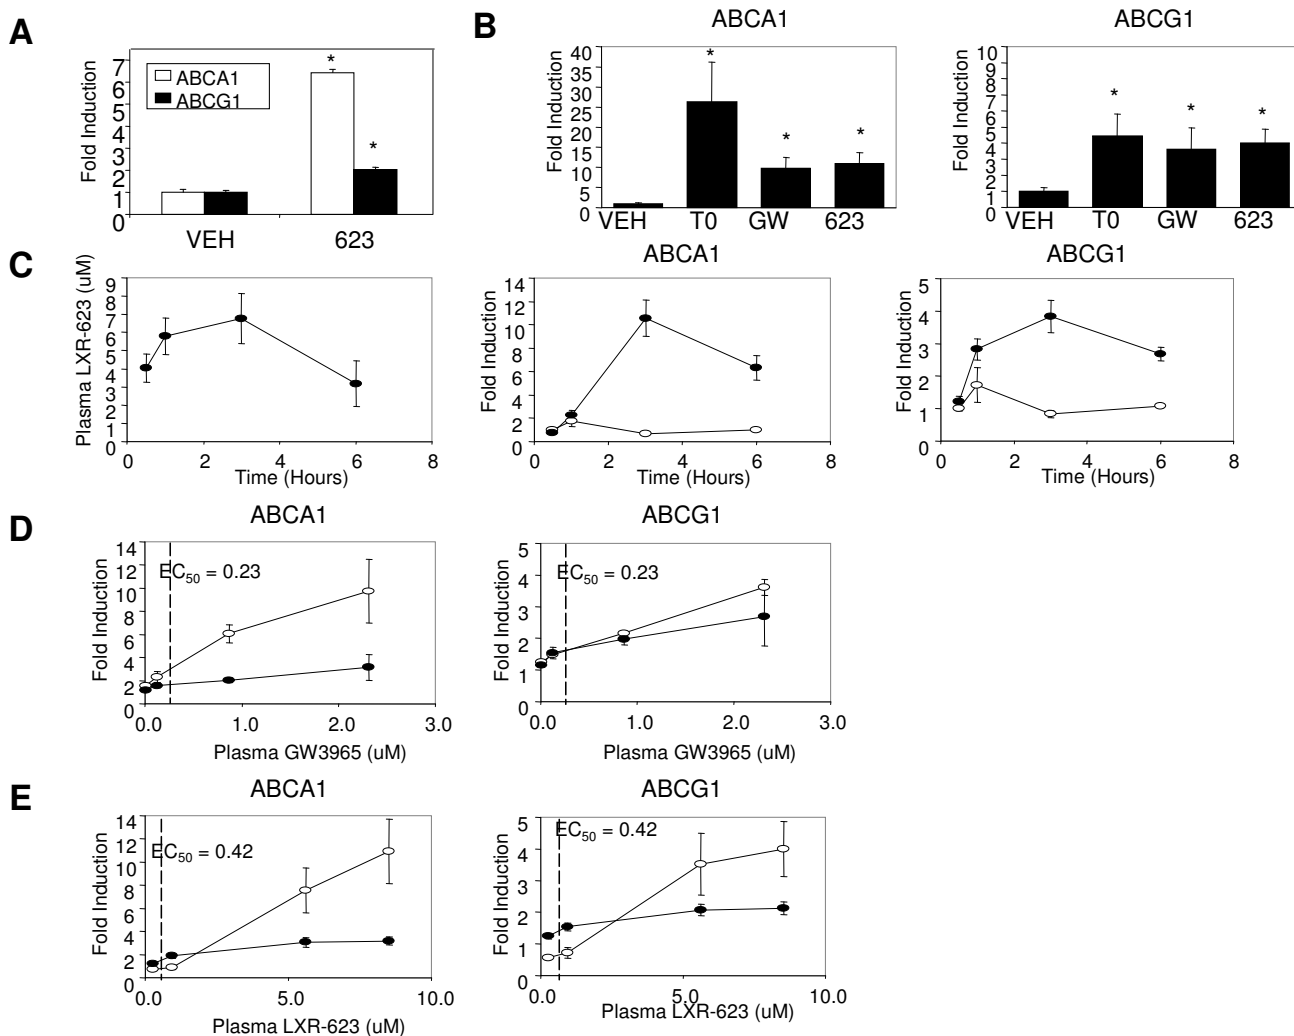 A
Fold Induction
7
6
5
4
3
2
1
0
ABCA1
ABCG1
*
*
VEH 623
B
ABCA1
Fold Induction
40
35
30
25
20
15
10
5
0
*
*
*
VEH T0 GW 623
ABCG1
Fold Induction
10
9
8
7
6
5
4
3
2
1
0
*
*
*
VEH T0 GW 623
C
Plasma LXR-623 (uM)
9
8
7
6
5
4
3
2
1
0
0 2 4 6 8
Time (Hours)
ABCA1
Fold Induction
14
12
10
8
6
4
2
0
0 2 4 6 8
Time (Hours)
ABCG1
Fold Induction
5
4
3
2
1
0
0 2 4 6 8
Time (Hours)
D
ABCA1
Fold Induction
14
12
10
8
6
4
2
0
EC50 = 0.23
0.0 1.0 2.0 3.0
Plasma GW3965 (uM)
ABCG1
Fold Induction
5
4
3
2
1
0
EC50 = 0.23
0.0 1.0 2.0 3.0
Plasma GW3965 (uM)
E
ABCA1
Fold Induction
14
12
10
8
6
4
2
0
EC50 = 0.42
0.0 5.0 10.0
Plasma LXR-623 (uM)
ABCG1
Fold Induction
5
4
3
2
1
0
EC50 = 0.42
0.0 5.0 10.0
Plasma LXR-623 (uM)